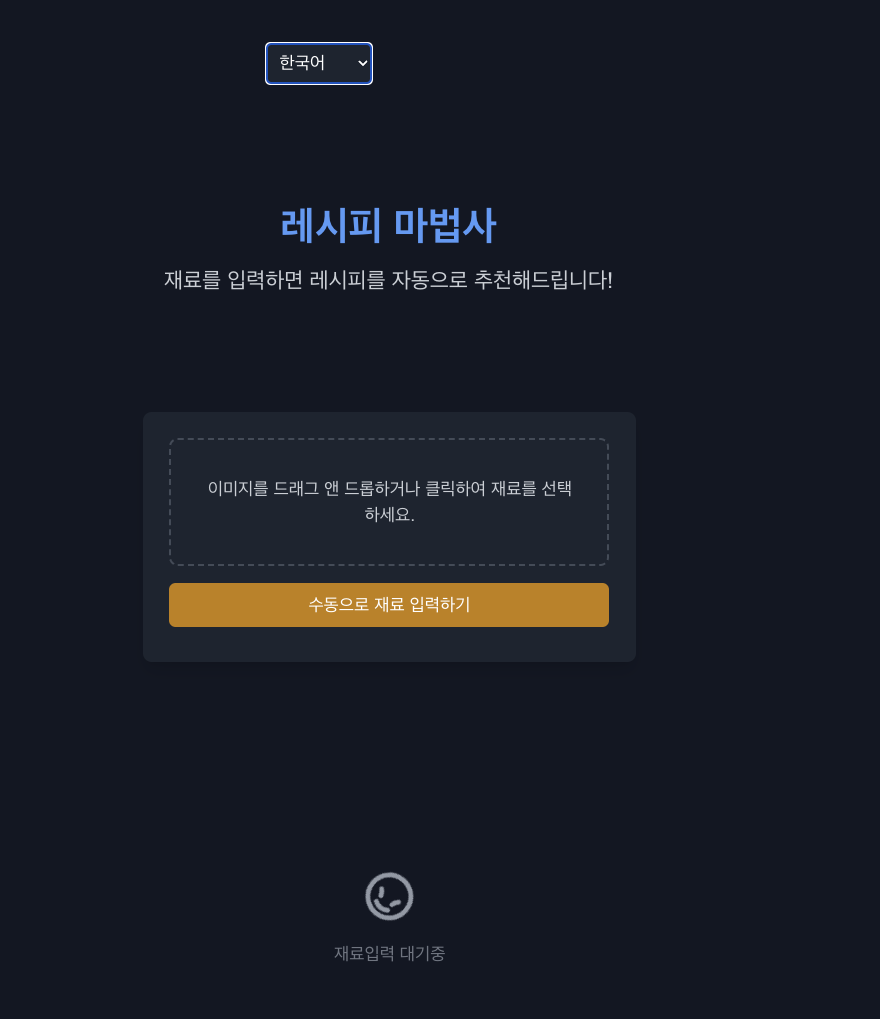 한국어
레시피 마법사
재료를 입력하면 레시피를 자동으로 추천해드립니다!
이미지를 드래그 앤 드롭하거나 클릭하여 재료를 선택
하세요.
수동으로 재료 입력하기
재료입력 대기중